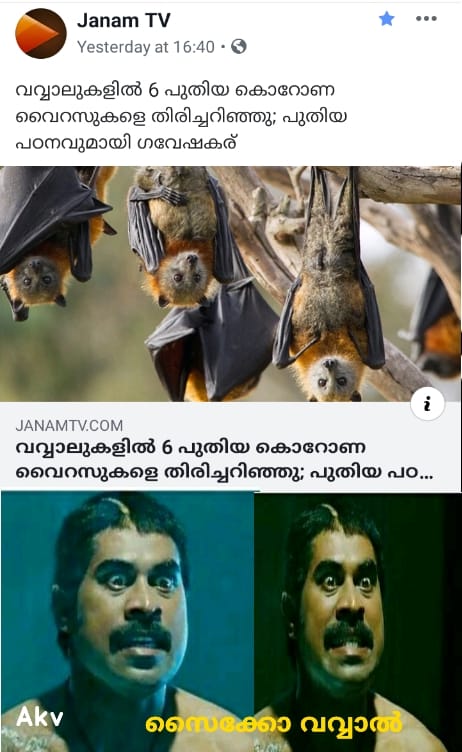 Janam TV
Yesterday at 16:40 ·
വവ്വാലുകളിൽ 6 പുതിയ കൊറോണ
വൈറസുകളെ തിരിച്ചറിഞ്ഞു; പുതിയ
പഠനവുമായി ഗവേഷകര്
i
JANAMTV.COM
വവ്വാലുകളിൽ 6 പുതിയ കൊറോണ
വൈറസുകളെ തിരിച്ചറിഞ്ഞു; പുതിയ പഠ...
Akv
സൈക്കോ വവ്വാൽ